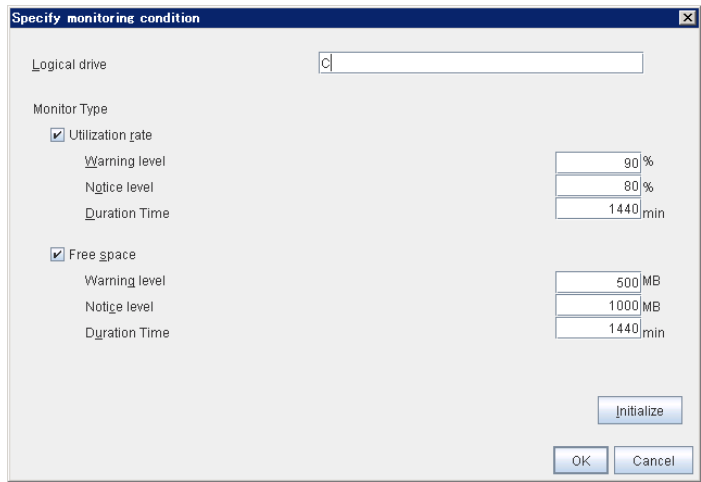 Specify monitoring condition
Logical drive C
Monitor Type
Utilization rate
Warning level 90 %
Notice level 80 %
Duration Time 1440 min
Free space
Warning level 500 MB
Notice level 1000 MB
Duration Time 1440 min
Initialize
OK Cancel